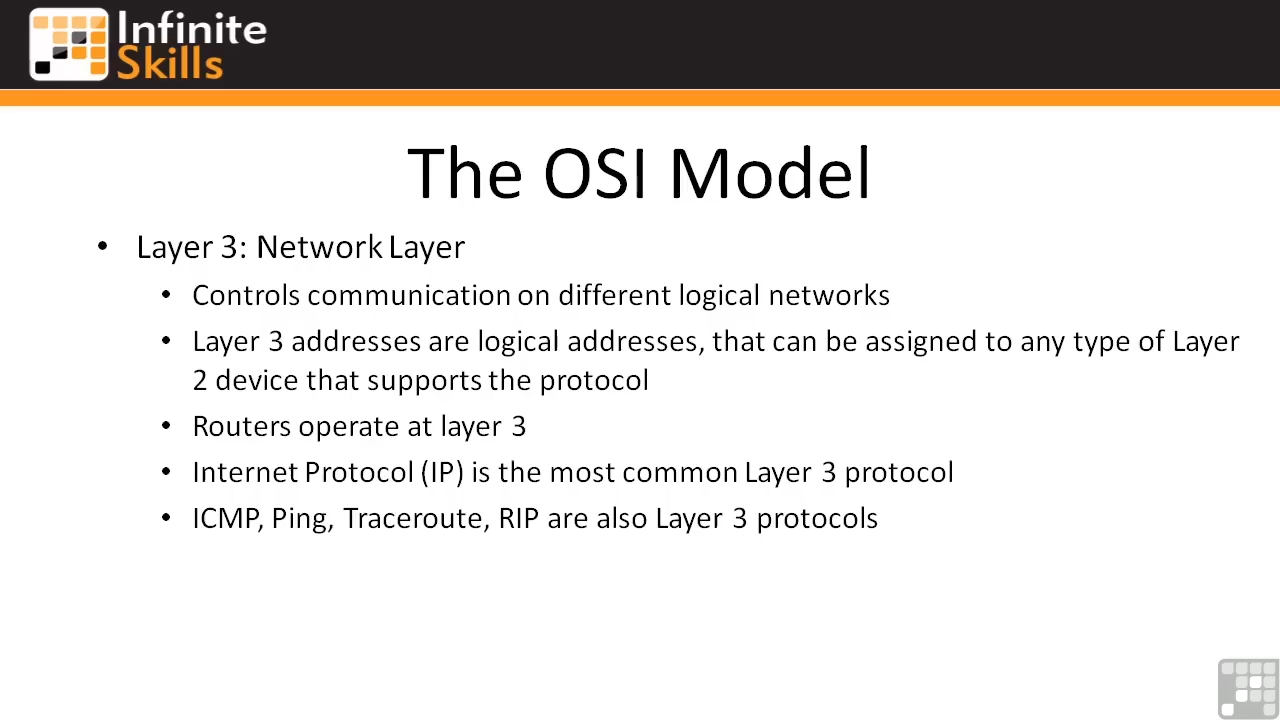 Infinite
Skills
The OSI Model
• Layer 3: Network Layer
• Controls communication on different logical networks
• Layer 3 addresses are logical addresses, that can be assigned to any type of Layer
2 device that supports the protocol
• Routers operate at layer 3
• Internet Protocol (IP) is the most common Layer 3 protocol
• ICMP, Ping, Traceroute, RIP are also Layer 3 protocols